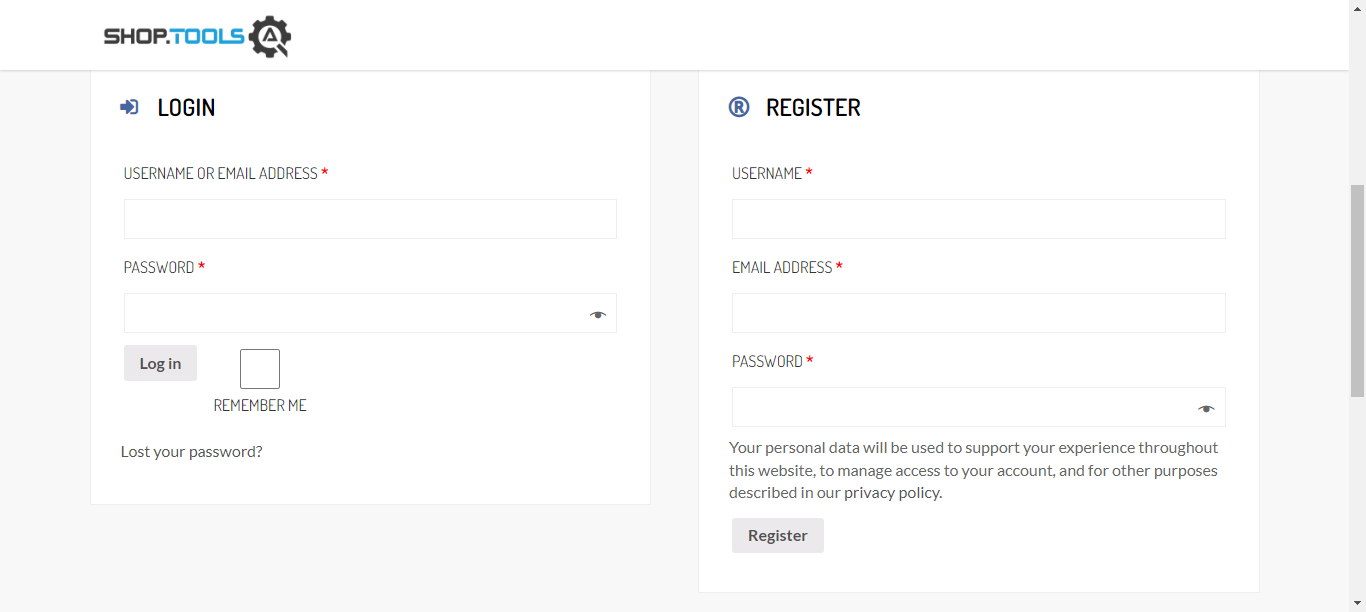 SHOP.TOOLS
LOGIN
USERNAME OR EMAIL ADDRESS *
PASSWORD *
Log in
REMEMBER ME
Lost your password?
® REGISTER
USERNAME *
EMAIL ADDRESS *
PASSWORD *
Your personal data will be used to support your experience throughout
this website, to manage access to your account, and for other purposes
described in our privacy policy.
Register